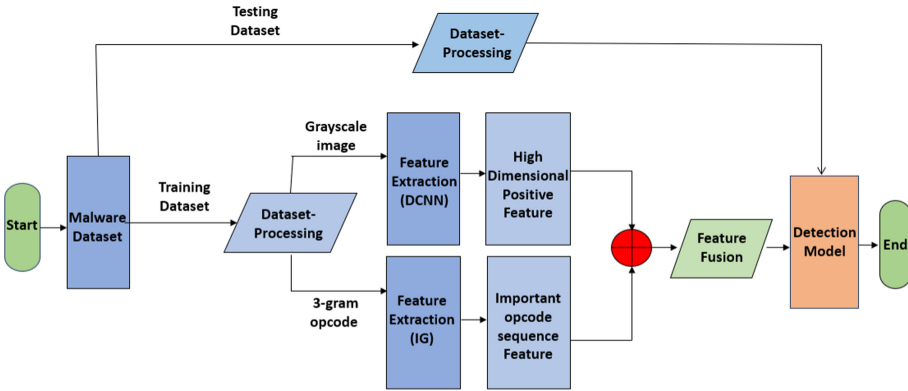 Testing
Dataset
Dataset-
Processing
Start
Malware
Dataset
Training
Dataset
Dataset-
Processing
Grayscale
image
Feature
Extraction
(DCNN)
High
Dimensional
Positive
Feature
3-gram
opcode
Feature
Extraction
(IG)
Important
opcode
sequence
Feature
Feature
Fusion
Detection
Model
End